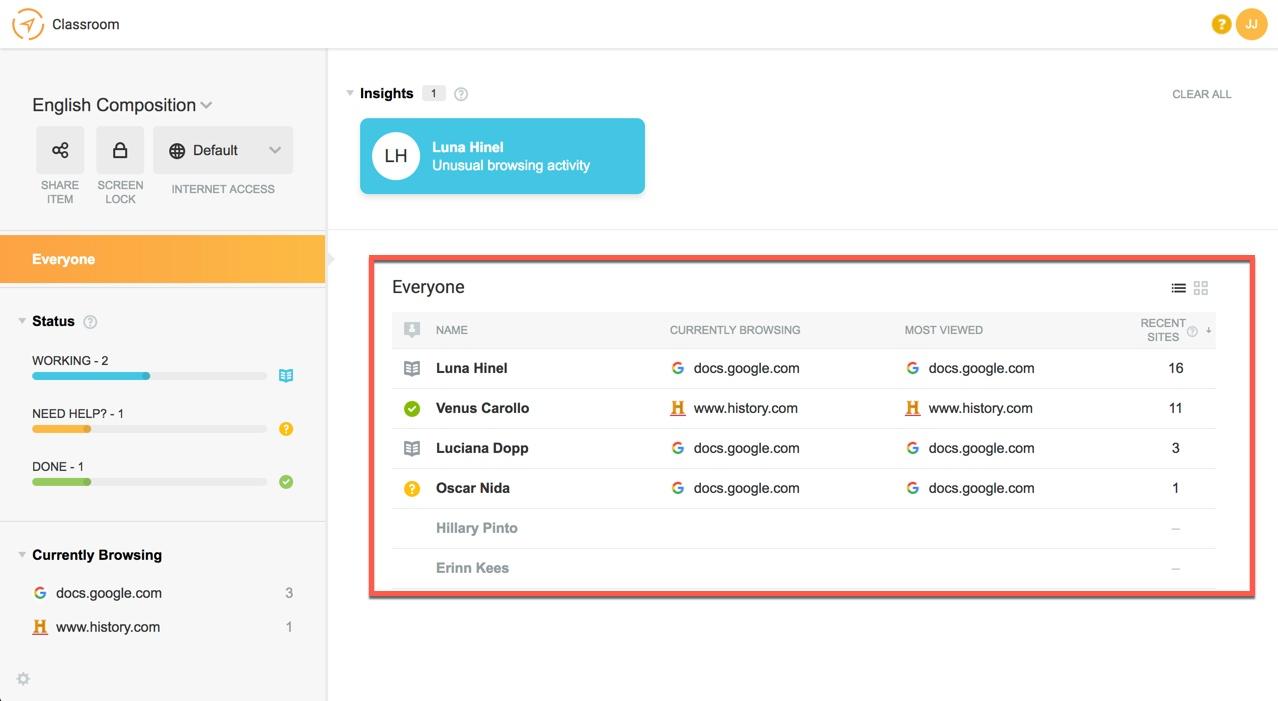 Classroom
?
JJ
English Composition
Default
SHARE
ITEM
SCREEN
LOCK
INTERNET ACCESS
Everyone
Status ?
WORKING - 2
NEED HELP? - 1
?
DONE - 1
Currently Browsing
G docs.google.com 3
H www.history.com 1
Insights 1 ?
CLEAR ALL
LH
Luna Hinel
Unusual browsing activity
Everyone
NAME CURRENTLY BROWSING MOST VIEWED RECENT
SITES ?
Luna Hinel G docs.google.com G docs.google.com 16
Venus Carollo H www.history.com H www.history.com 11
Luciana Dopp G docs.google.com G docs.google.com 3
? Oscar Nida G docs.google.com G docs.google.com 1
Hillary Pinto –
Erinn Kees –